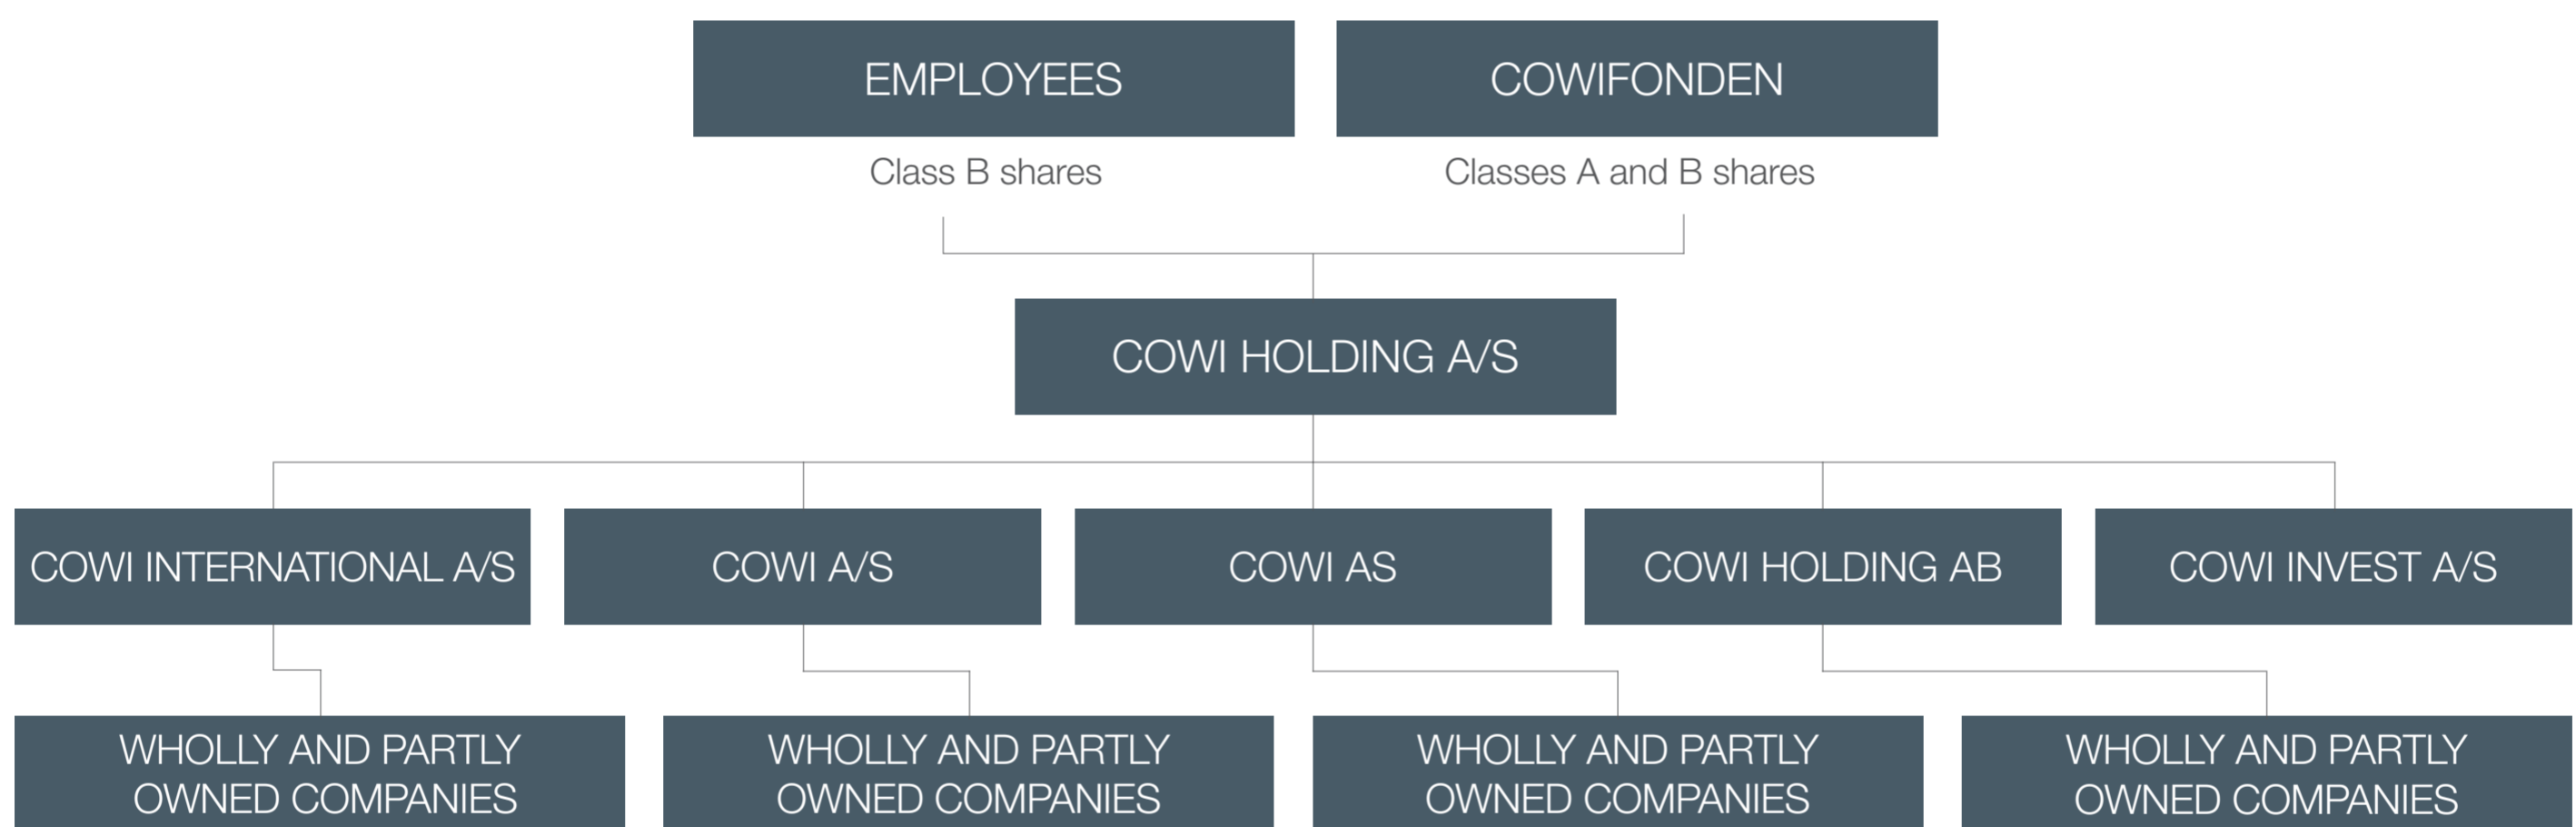 EMPLOYEES
COWIFONDEN
Class B shares
Classes A and B shares
COWI HOLDING A/S
COWI INTERNATIONAL A/S
COWI A/S
COWI AS
COWI HOLDING AB
COWI INVEST A/S
WHOLLY AND PARTLY
OWNED COMPANIES
WHOLLY AND PARTLY
OWNED COMPANIES
WHOLLY AND PARTLY
OWNED COMPANIES
WHOLLY AND PARTLY
OWNED COMPANIES